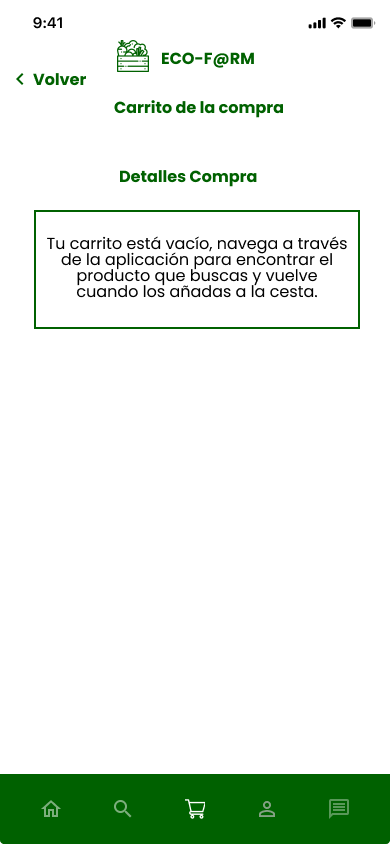 9:41
ECO-F@RM
Volver
Carrito de la compra
Detalles Compra
Tu carrito está vacío, navega a través
de la aplicación para encontrar el
producto que buscas y vuelve
cuando los añadas a la cesta.